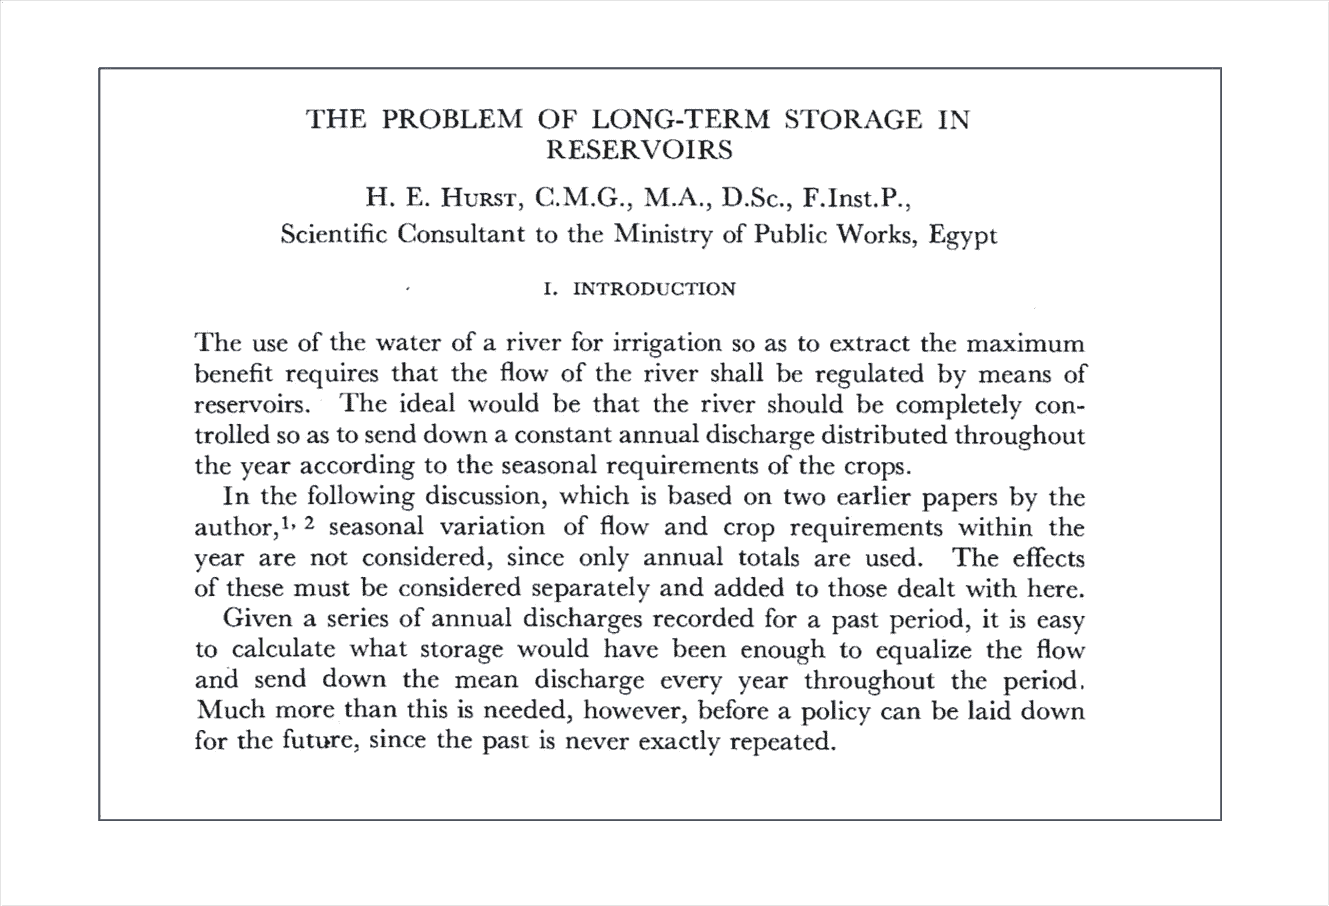 THE PROBLEM OF LONG-TERM STORAGE IN
RESERVOIRS
H. E. HURST, C.M.G., M.A., D.Sc., F.Inst.P.,
Scientific Consultant to the Ministry of Public Works, Egypt
I. INTRODUCTION
The use of the water of a river for irrigation so as to extract the maximum
benefit requires that the flow of the river shall be regulated by means of
reservoirs. The ideal would be that the river should be completely con-
trolled so as to send down a constant annual discharge distributed throughout
the year according to the seasonal requirements of the crops.
In the following discussion, which is based on two earlier papers by the
author,1, 2 seasonal variation of flow and crop requirements within the
year are not considered, since only annual totals are used. The effects
of these must be considered separately and added to those dealt with here.
Given a series of annual discharges recorded for a past period, it is easy
to calculate what storage would have been enough to equalize the flow
and send down the mean discharge every year throughout the period.
Much more than this is needed, however, before a policy can be laid down
for the future, since the past is never exactly repeated.